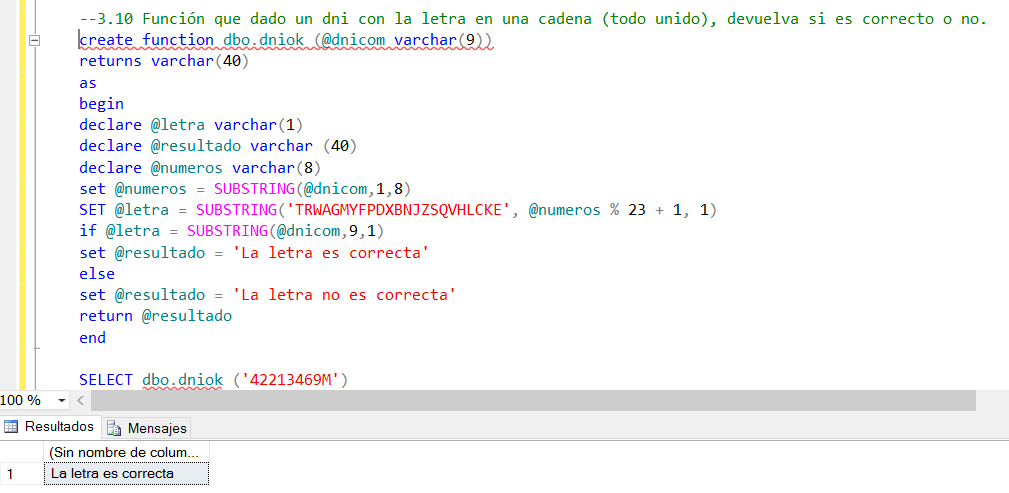 --3.10 Función que dado un dni con la letra en una cadena (todo unido), devuelva si es correcto o no.
create function dbo.dniok (@dnicom varchar(9))
returns varchar(40)
as
begin
declare @letra varchar(1)
declare @resultado varchar (40)
declare @numeros varchar(8)
set @numeros = SUBSTRING(@dnicom,1,8)
SET @letra = SUBSTRING('TRWAGMYFPDXBNJZSQVHLCKE', @numeros % 23 + 1, 1)
if @letra = SUBSTRING(@dnicom,9,1)
set @resultado = 'La letra es correcta'
else
set @resultado = 'La letra no es correcta'
return @resultado
end
SELECT dbo.dniok ('42213469M')
100 %
Resultados Mensajes
(Sin nombre de colum...
1 La letra es correcta